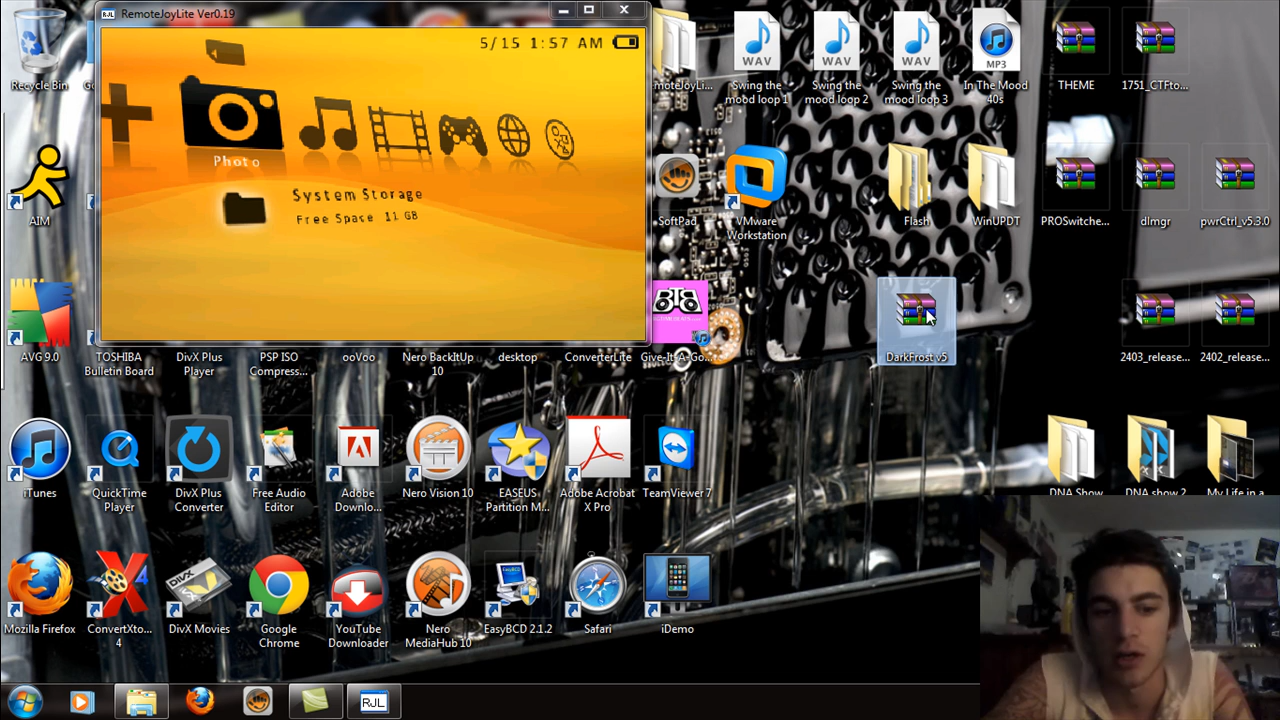 RJL RemoteJoyLite Ver0.19
5/15 1:57 AM
Photo
System Storage
Free Space 11 GB
Recycle Bin
WAV
WAV
WAV
MP3
Swing the
mood loop 1
Swing the
mood loop 2
Swing the
mood loop 3
In The Mood
40s
THEME
1751_CTFto...
AIM
SoftPad
VMware
Workstation
Flash
WinUPDT
PROSwitche...
dlmgr
pwrCtrl_v5.3.0
AVG 9.0
TOSHIBA
Bulletin Board
DivX Plus
Player
PSP ISO
Compress...
ooVoo
Nero BackItUp
10
desktop
ConverterLite
BTB
Give-It-A-Go...
DarkFrost v5
2403_release...
2402_release...
iTunes
QuickTime
Player
DivX Plus
Converter
Free Audio
Editor
Adobe
Downlo...
Nero Vision 10
EASEUS
Partition M...
Adobe Acrobat
X Pro
TeamViewer 7
DNA Show
DNA show 2
My Life in a
Mozilla Firefox
ConvertXto...
4
DivX Movies
Google
Chrome
YouTube
Downloader
Nero
MediaHub 10
EasyBCD 2.1.2
Safari
iDemo
RJL